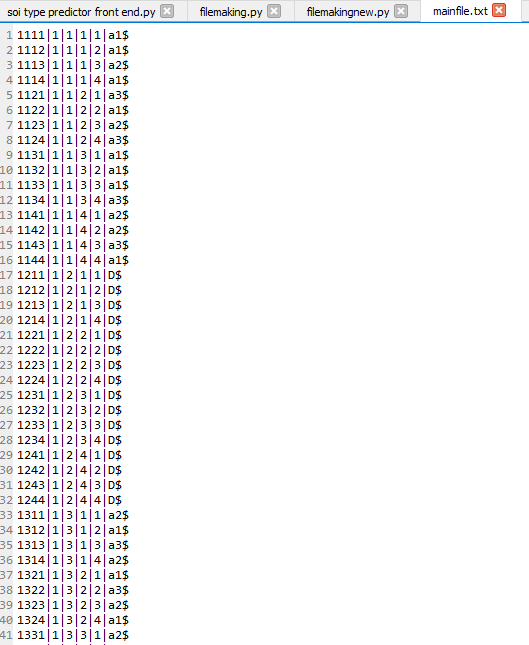 soi type predictor front end.py filemaking.py filemakingnew.py mainfile.txt
1 1111|1|1|1|1|a1$
2 1112|1|1|1|2|a1$
3 1113|1|1|1|3|a2$
4 1114|1|1|1|4|a1$
5 1121|1|1|2|1|a3$
6 1122|1|1|2|2|a1$
7 1123|1|1|2|3|a2$
8 1124|1|1|2|4|a3$
9 1131|1|1|3|1|a1$
10 1132|1|1|3|2|a1$
11 1133|1|1|3|3|a1$
12 1134|1|1|3|4|a3$
13 1141|1|1|4|1|a2$
14 1142|1|1|4|2|a2$
15 1143|1|1|4|3|a3$
16 1144|1|1|4|4|a1$
17 1211|1|2|1|1|D$
18 1212|1|2|1|2|D$
19 1213|1|2|1|3|D$
20 1214|1|2|1|4|D$
21 1221|1|2|2|1|D$
22 1222|1|2|2|2|D$
23 1223|1|2|2|3|D$
24 1224|1|2|2|4|D$
25 1231|1|2|3|1|D$
26 1232|1|2|3|2|D$
27 1233|1|2|3|3|D$
28 1234|1|2|3|4|D$
29 1241|1|2|4|1|D$
30 1242|1|2|4|2|D$
31 1243|1|2|4|3|D$
32 1244|1|2|4|4|D$
33 1311|1|3|1|1|a2$
34 1312|1|3|1|2|a1$
35 1313|1|3|1|3|a3$
36 1314|1|3|1|4|a2$
37 1321|1|3|2|1|a1$
38 1322|1|3|2|2|a3$
39 1323|1|3|2|3|a2$
40 1324|1|3|2|4|a1$
41 1331|1|3|3|1|a2$